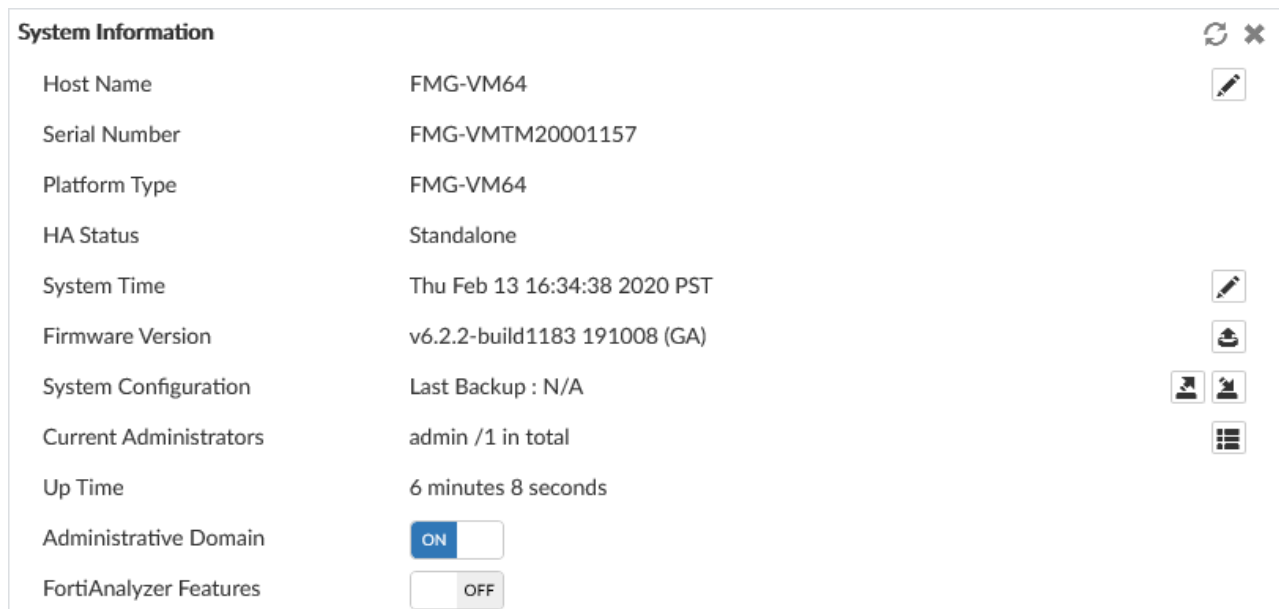 System Information
Host Name FMG-VM64
Serial Number FMG-VMTM20001157
Platform Type FMG-VM64
HA Status Standalone
System Time Thu Feb 13 16:34:38 2020 PST
Firmware Version v6.2.2-build1183 191008 (GA)
System Configuration Last Backup : N/A
Current Administrators admin /1 in total
Up Time 6 minutes 8 seconds
Administrative Domain ON
FortiAnalyzer Features OFF